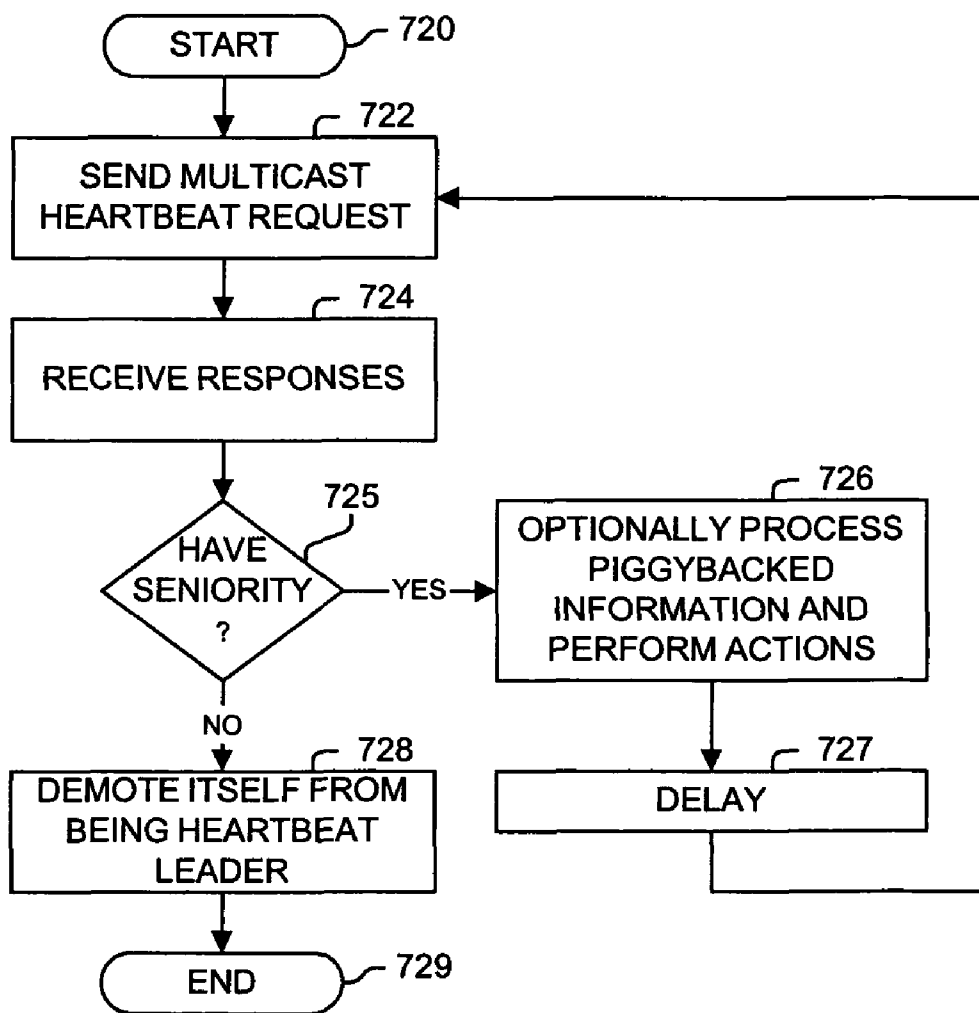 START
720
722
SEND MULTICAST
HEARTBEAT REQUEST
724
RECEIVE RESPONSES
725
HAVE
SENIORITY
?
YES
726
OPTIONALLY PROCESS
PIGGYBACKED
INFORMATION AND
PERFORM ACTIONS
727
DELAY
NO
728
DEMOTE ITSELF FROM
BEING HEARTBEAT
LEADER
END
729